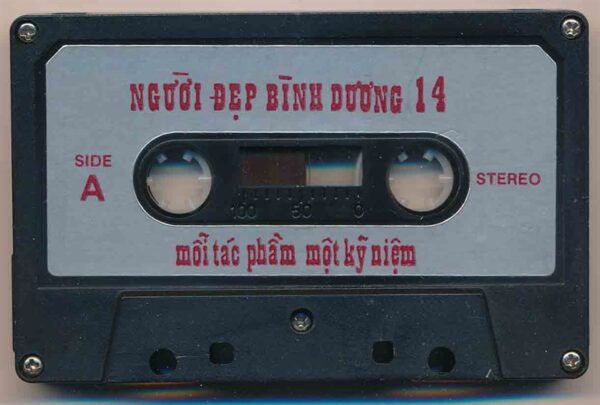 NGƯỜI ĐẸP BÌNH DƯƠNG 14
SIDE
A
STEREO
100 50 0
mỗi tác phẩm một kỷ niệm